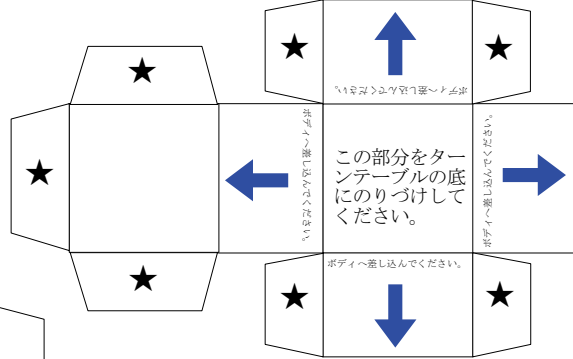 ボディへ差し込んでください。
ボディへ差し込んでください。
この部分をター
ンテーブルの底
にのりづけして
ください。
ボディへ差し込んでください。
ボディへ差し込んでください。